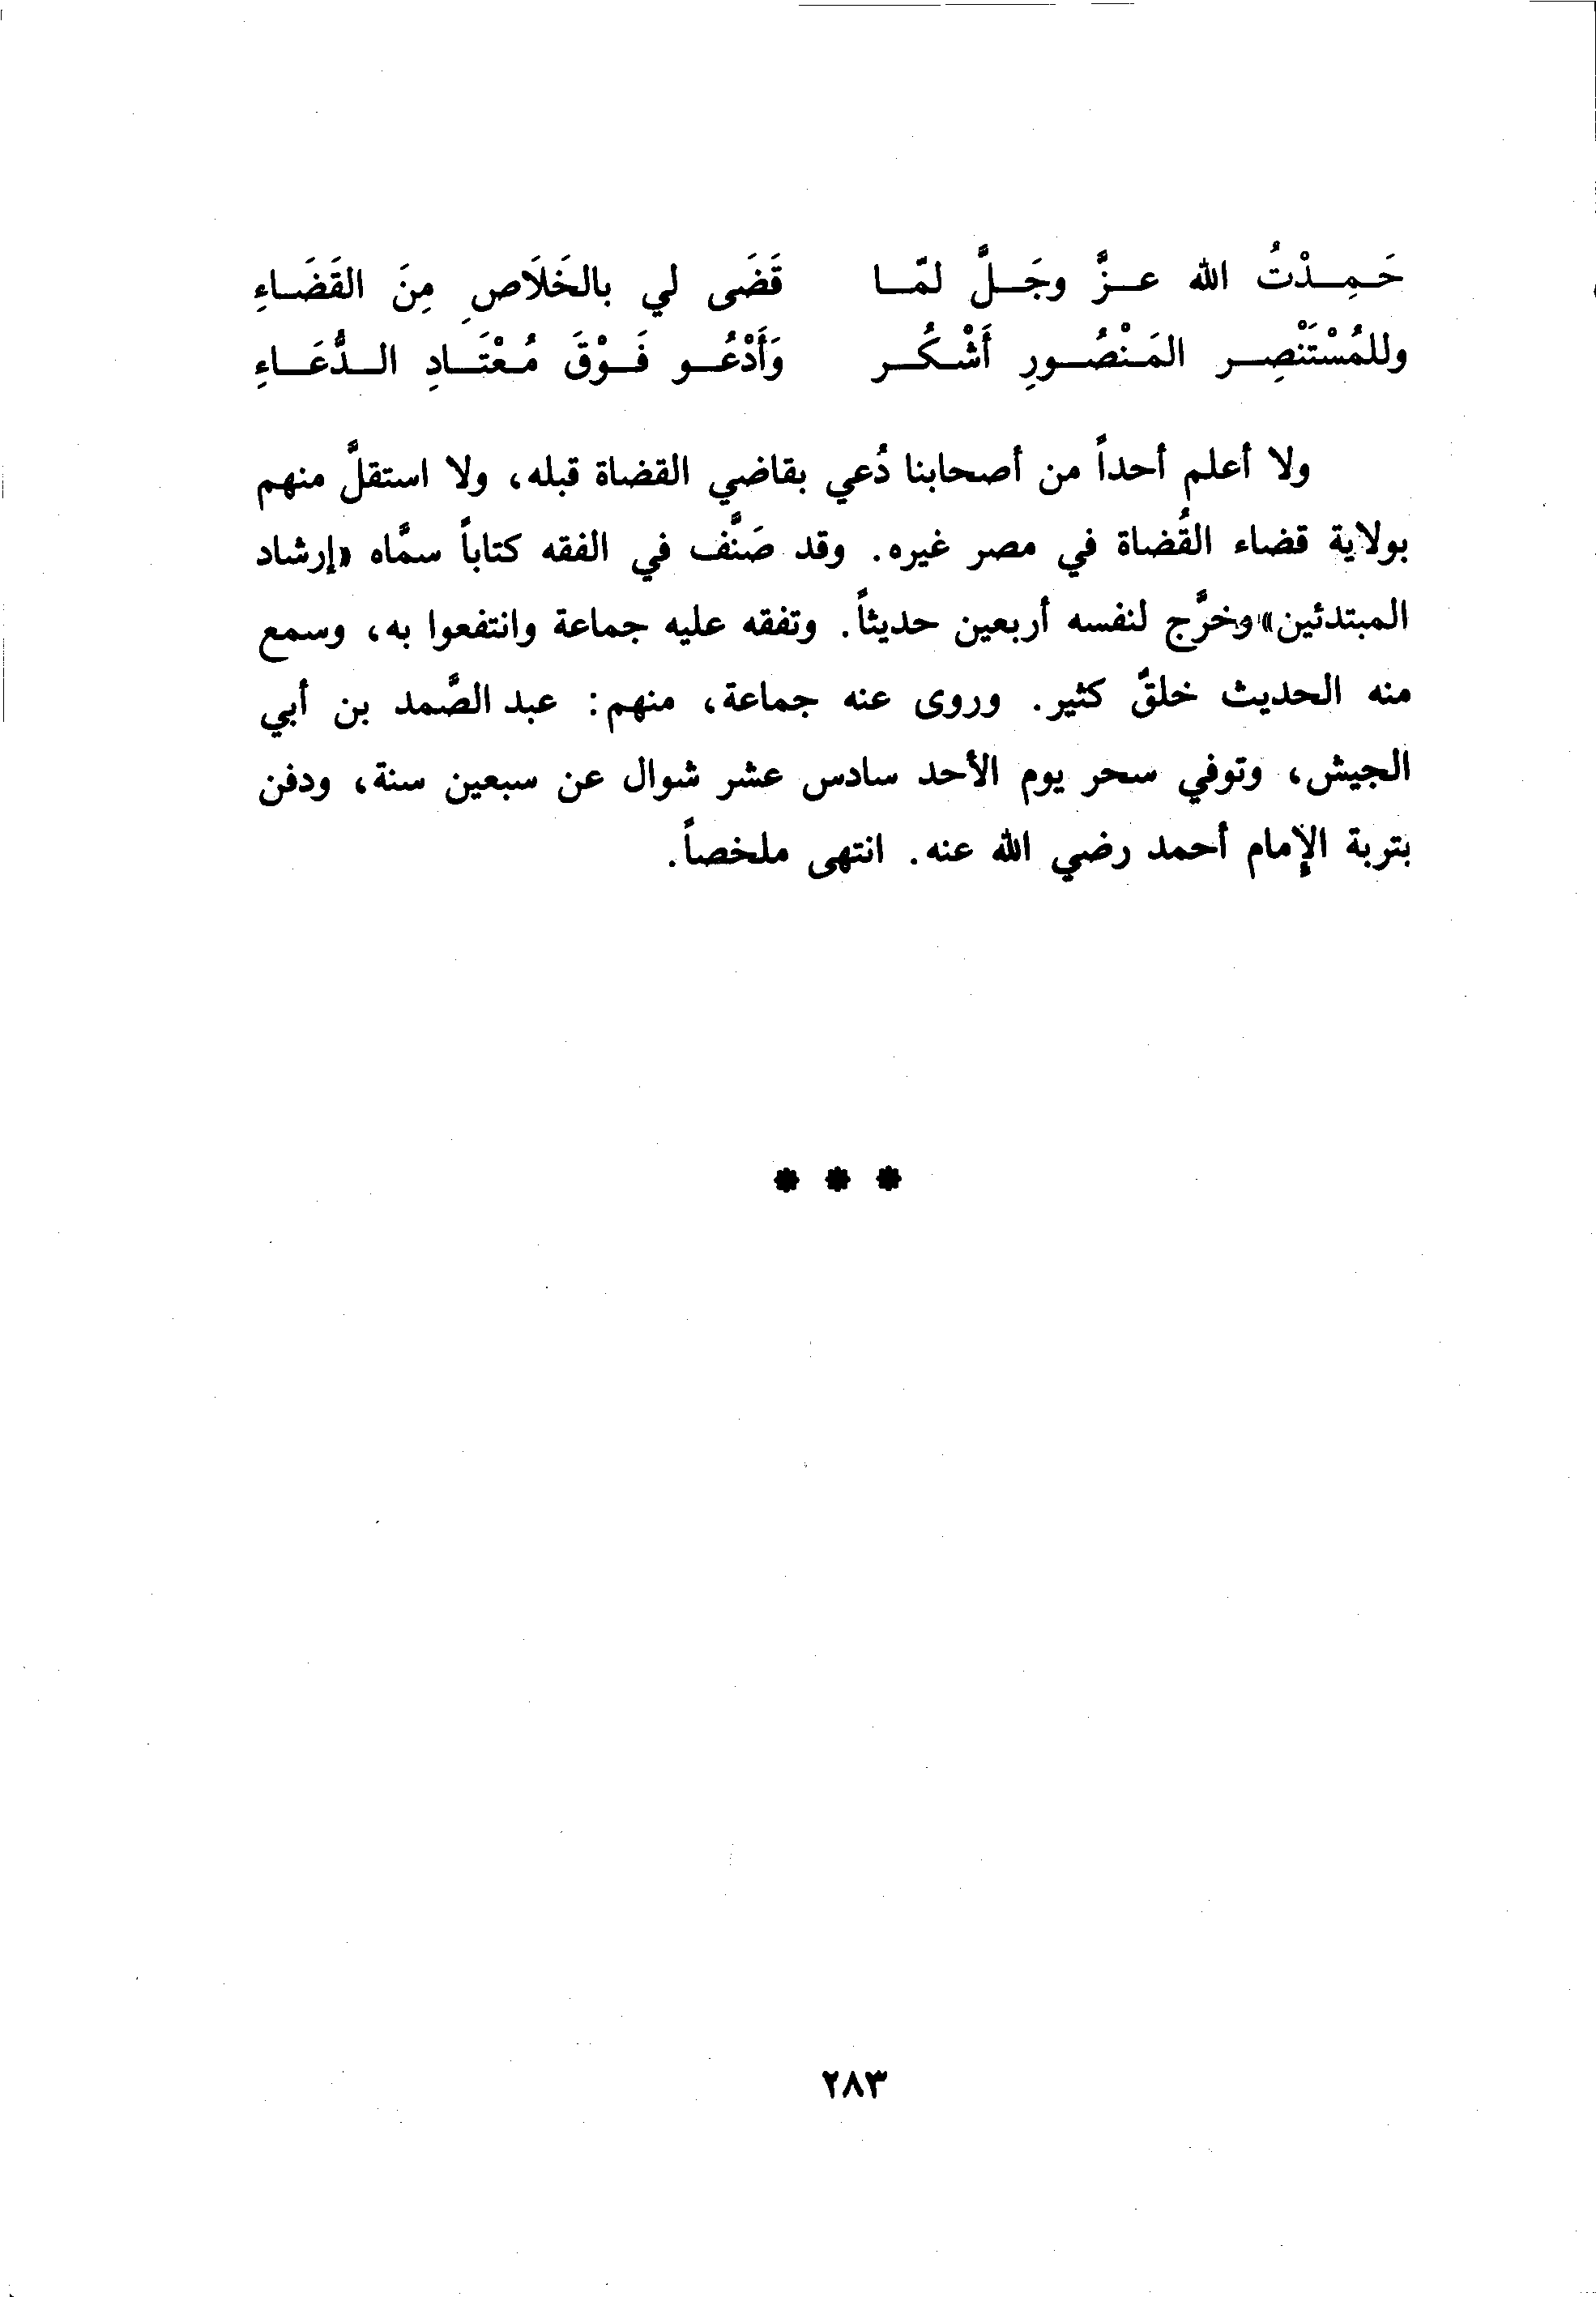 حَمِدْتُ الله عزَّ وجَلَّ لمّا قَضَى لي بالخَلاَصِ مِنَ القَضَاءِ
وللمُسْتَنْصِر المَنْصُورِ أَشْكُر وَأَدْعُو فَوْقَ مُعْتَادِ الدُّعَاءِ
ولا أعلم أحداً من أصحابنا دُعي بقاضي القضاة قبله، ولا استقلَّ منهم
بولاية قضاء القُضاة في مصر غيره. وقد صَنَّف في الفقه كتاباً سمَّاه «إرشاد
المبتدئين» وخرَّج لنفسه أربعين حديثاً. وتفقه عليه جماعة وانتفعوا به، وسمع
منه الحديث خلقٌ كثير. وروى عنه جماعة، منهم: عبد الصَّمد بن أبي
الجيش، وتوفي سحر يوم الأحد سادس عشر شوال عن سبعين سنة، ودفن
بتربة الإمام أحمد رضي الله عنه. انتهى ملخصاً.
* * *
٢٨٣